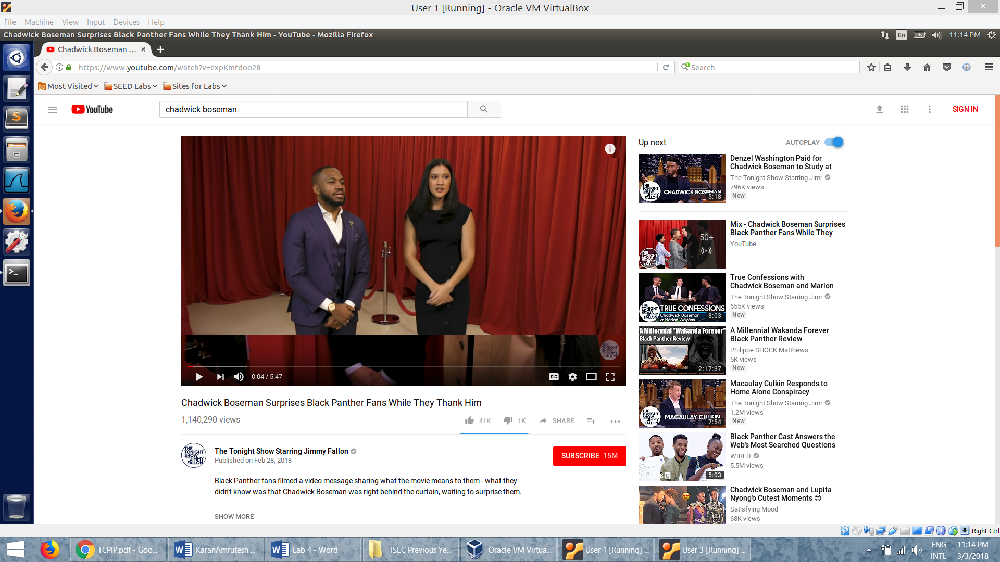 User 1 [Running] - Oracle VM VirtualBox
File Machine View Input Devices Help
Chadwick Boseman Surprises Black Panther Fans While They Thank Him - YouTube - Mozilla Firefox
En 11:14 PM
Chadwick Boseman ...
https://www.youtube.com/watch?v=expKmfdoo28
Search
Most Visited SEED Labs Sites for Labs
YouTube
chadwick boseman
SIGN IN
0:04 / 5:47
CC
Chadwick Boseman Surprises Black Panther Fans While They Thank Him
1,140,290 views
41K 1K SHARE
THE TONIGHT SHOW JIMMY FALLON
The Tonight Show Starring Jimmy Fallon
Published on Feb 28, 2018
SUBSCRIBE 15M
Black Panther fans filmed a video message sharing what the movie means to them - what they
didn't know was that Chadwick Boseman was right behind the curtain, waiting to surprise them.
SHOW MORE
Up next
AUTOPLAY
CHADWICK BOSEMAN
5:18
Denzel Washington Paid for
Chadwick Boseman to Study at
The Tonight Show Starring Jimr
796K views
New
50+
Mix - Chadwick Boseman Surprises
Black Panther Fans While They
YouTube
TRUE CONFESSIONS
Chadwick Boseman
& Marlon Wayans
8:03
True Confessions with
Chadwick Boseman and Marlon
The Tonight Show Starring Jimr
655K views
New
A Millennial "Wakanda Forever"
Black Panther Review
2:17:37
A Millennial Wakanda Forever
Black Panther Review
Philippe SHOCK Matthews
5K views
New
MACAULAY CULKIN
7:54
Macaulay Culkin Responds to
Home Alone Conspiracy
The Tonight Show Starring Jimr
1.2M views
New
5:03
Black Panther Cast Answers the
Web's Most Searched Questions
WIRED
5.5M views
Chadwick Boseman and Lupita
Nyong'o Cutest Moments 😍
Satisfying Mood
68K views
Right Ctrl
TCPIP.pdf - Goo...
KaranAmrutesh ...
Lab 4 - Word
ISEC Previous Ye...
Oracle VM Virtua...
User 1 [Running] ...
User 3 [Running] ...
ENG
INTL
11:14 PM
3/3/2018